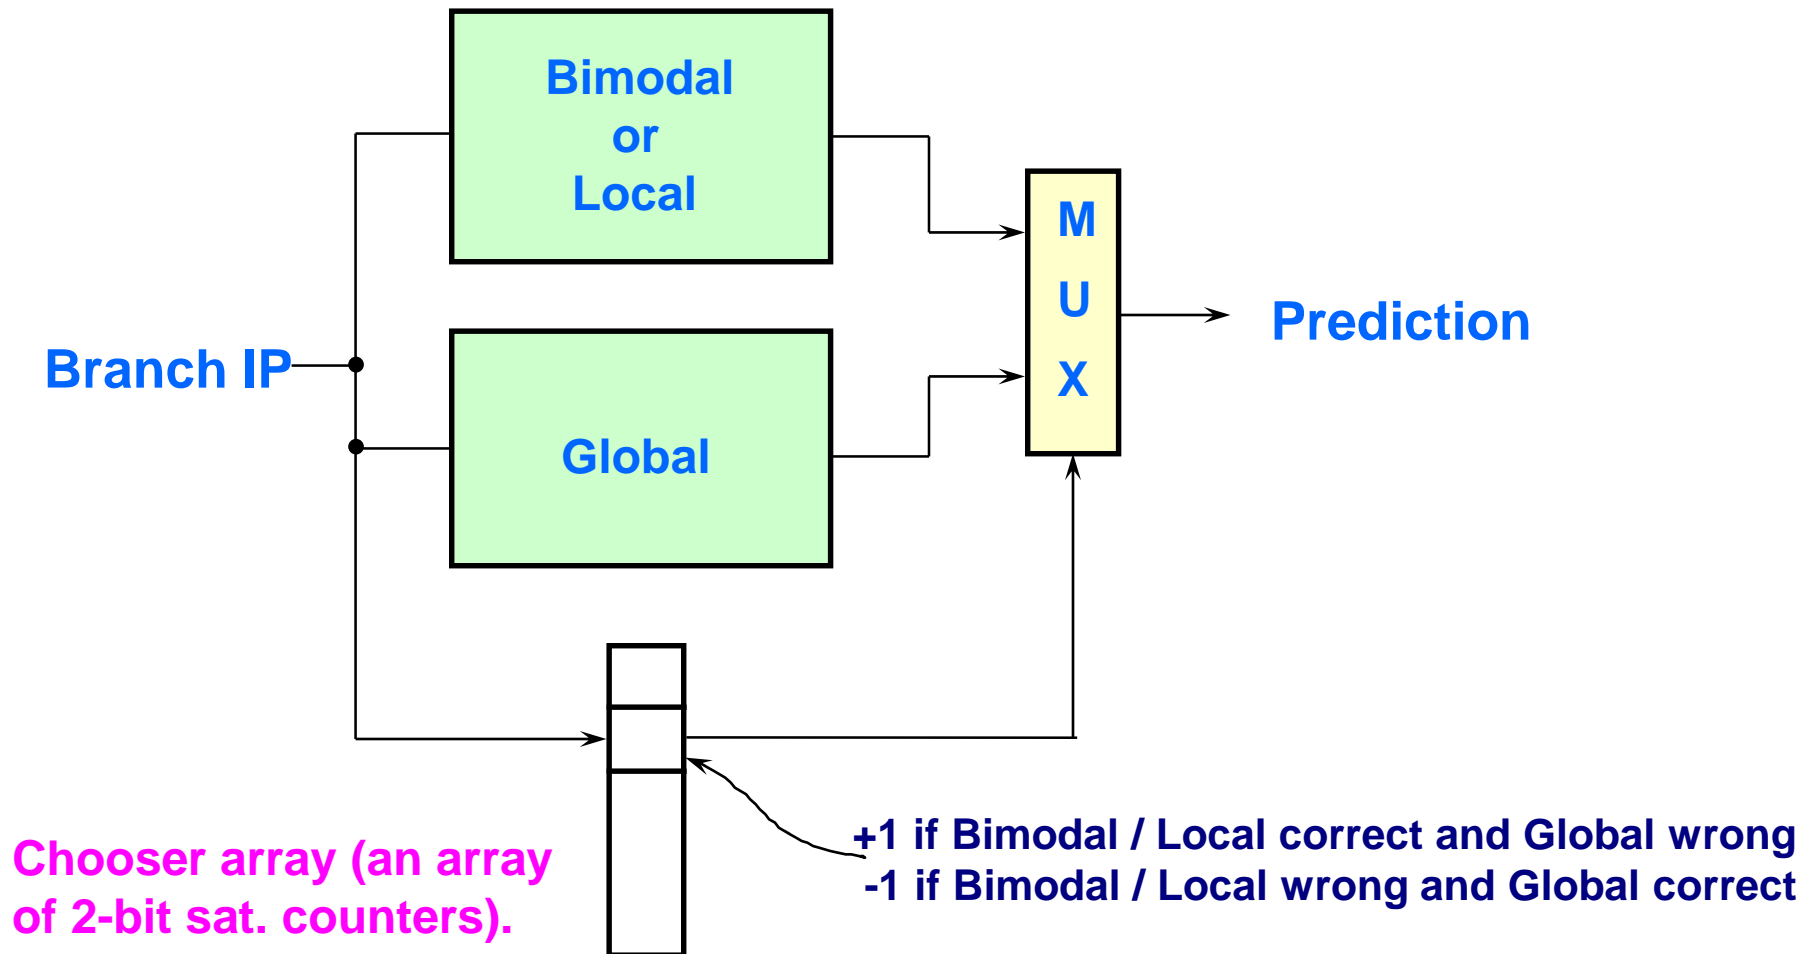 Bimodal
or
Local
M
U
X
Prediction
Branch IP
Global
+1 if Bimodal / Local correct and Global wrong
-1 if Bimodal / Local wrong and Global correct
Chooser array (an array
of 2-bit sat. counters).